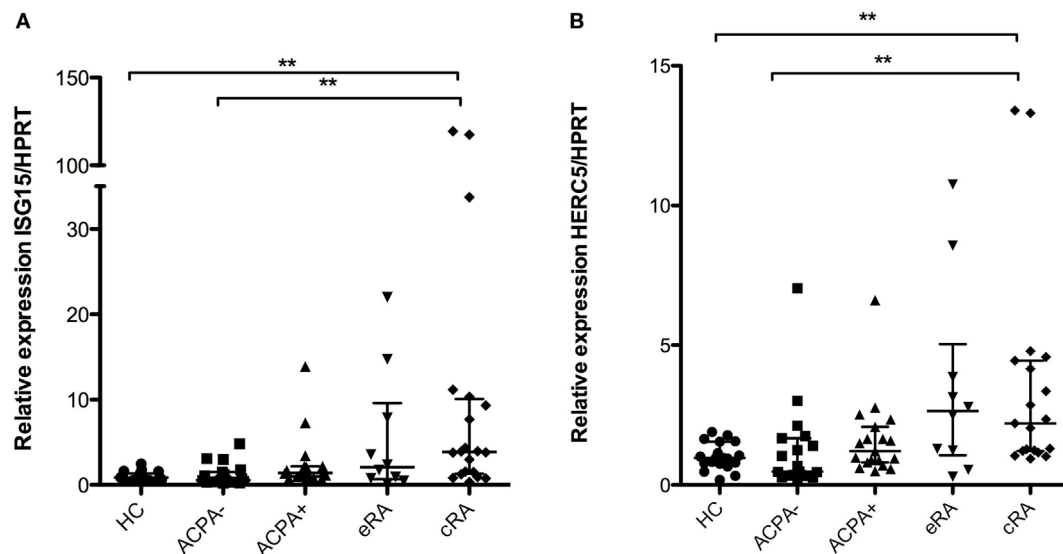 A
B
Relative expression ISG15/HPRT
150
100
30
20
10
0
**
**
HC
ACPA-
ACPA+
eRA
cRA
Relative expression HERC5/HPRT
15
10
5
0
**
**
HC
ACPA-
ACPA+
eRA
cRA